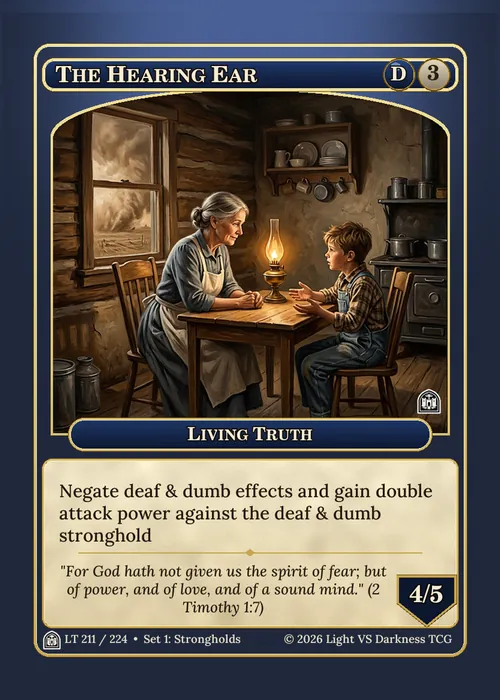 The Hearing Ear D 3
Living Truth
Negate deaf & dumb effects and gain double
attack power against the deaf & dumb
stronghold
"For God hath not given us the spirit of fear; but
of power, and of love, and of a sound mind." (2
Timothy 1:7)
4/5
LT 211 / 224 • Set 1: Strongholds © 2026 Light VS Darkness TCG